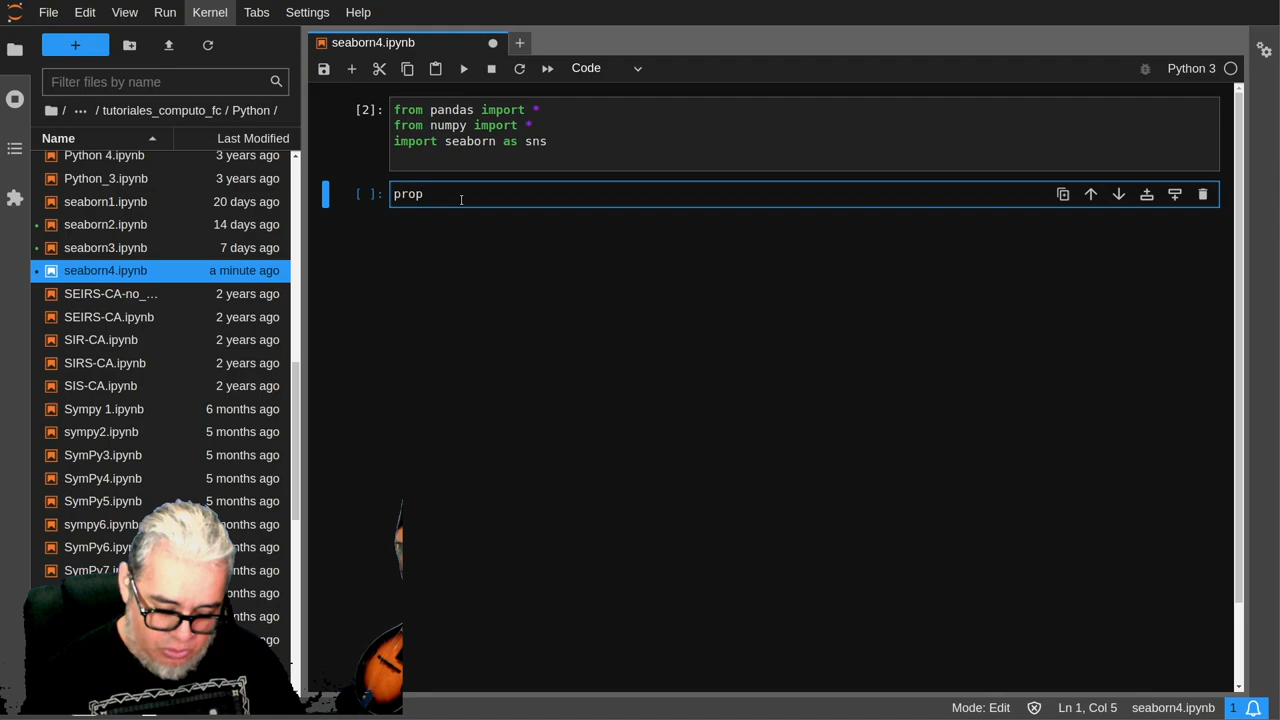 File Edit View Run Kernel Tabs Settings Help
seaborn4.ipynb
Filter files by name
Code
Python 3
/ ··· / tutoriales_computo_fc / Python /
Name Last Modified
Python 4.ipynb 3 years ago
Python_3.ipynb 3 years ago
seaborn1.ipynb 20 days ago
seaborn2.ipynb 14 days ago
seaborn3.ipynb 7 days ago
seaborn4.ipynb a minute ago
SEIRS-CA-no_… 2 years ago
SEIRS-CA.ipynb 2 years ago
SIR-CA.ipynb 2 years ago
SIRS-CA.ipynb 2 years ago
SIS-CA.ipynb 2 years ago
Sympy 1.ipynb 6 months ago
sympy2.ipynb 5 months ago
SymPy3.ipynb 5 months ago
SymPy4.ipynb 5 months ago
SymPy5.ipynb 5 months ago
sympy6.ipynb months ago
SymPy6.ipy months ago
SymPy7.i months ago
months ago
ago
ago
[2]:
from pandas import *
from numpy import *
import seaborn as sns
[ ]:
prop
Mode: Edit Ln 1, Col 5 seaborn4.ipynb 1